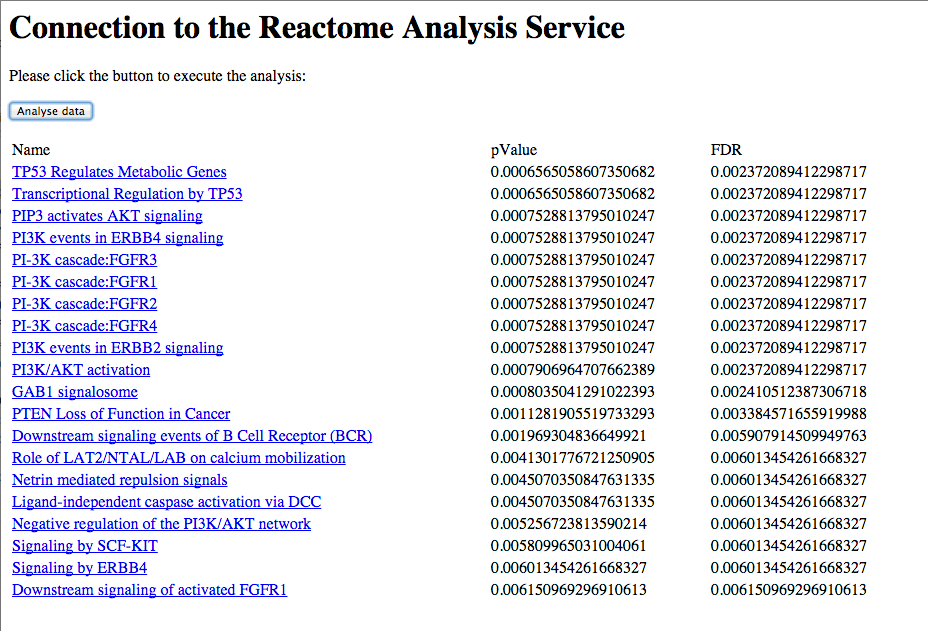 Connection to the Reactome Analysis Service
Please click the button to execute the analysis:
Analyse data
Name pValue FDR
TP53 Regulates Metabolic Genes 0.0006565058607350682 0.002372089412298717
Transcriptional Regulation by TP53 0.0006565058607350682 0.002372089412298717
PIP3 activates AKT signaling 0.0007528813795010247 0.002372089412298717
PI3K events in ERBB4 signaling 0.0007528813795010247 0.002372089412298717
PI-3K cascade:FGFR3 0.0007528813795010247 0.002372089412298717
PI-3K cascade:FGFR1 0.0007528813795010247 0.002372089412298717
PI-3K cascade:FGFR2 0.0007528813795010247 0.002372089412298717
PI-3K cascade:FGFR4 0.0007528813795010247 0.002372089412298717
PI3K events in ERBB2 signaling 0.0007528813795010247 0.002372089412298717
PI3K/AKT activation 0.0007906964707662389 0.002372089412298717
GAB1 signalosome 0.0008035041291022393 0.002410512387306718
PTEN Loss of Function in Cancer 0.0011281905519733293 0.003384571655919988
Downstream signaling events of B Cell Receptor (BCR) 0.001969304836649921 0.005907914509949763
Role of LAT2/NTAL/LAB on calcium mobilization 0.0041301776721250905 0.006013454261668327
Netrin mediated repulsion signals 0.0045070350847631335 0.006013454261668327
Ligand-independent caspase activation via DCC 0.0045070350847631335 0.006013454261668327
Negative regulation of the PI3K/AKT network 0.005256723813590214 0.006013454261668327
Signaling by SCF-KIT 0.005809965031004061 0.006013454261668327
Signaling by ERBB4 0.006013454261668327 0.006013454261668327
Downstream signaling of activated FGFR1 0.006150969296910613 0.006150969296910613